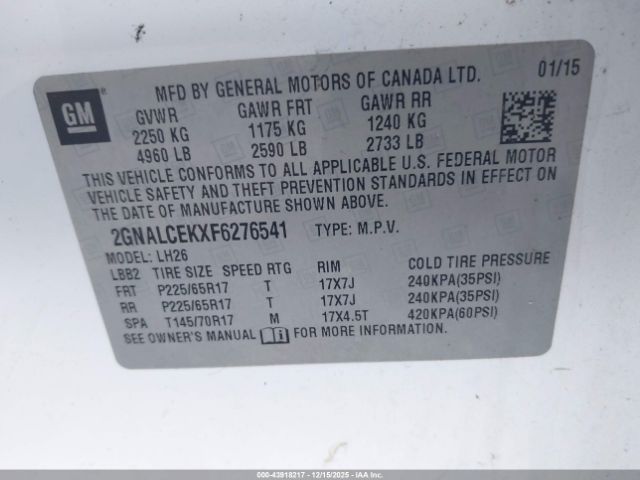 GM
MFD BY GENERAL MOTORS OF CANADA LTD. 01/15
GVWR GAWR FRT GAWR RR
2250 KG 1175 KG 1240 KG
4960 LB 2590 LB 2733 LB
THIS VEHICLE CONFORMS TO ALL APPLICABLE U.S. FEDERAL MOTOR
VEHICLE SAFETY AND THEFT PREVENTION STANDARDS IN EFFECT ON
THE DATE OF MANUFACTURE SHOWN ABOVE.
2GNALCEKXF6276541 TYPE: M.P.V.
MODEL: LH26
LBB2 TIRE SIZE SPEED RTG RIM COLD TIRE PRESSURE
FRT P225/65R17 T 17X7J 240KPA(35PSI)
RR P225/65R17 T 17X7J 240KPA(35PSI)
SPA T145/70R17 M 17X4.5T 420KPA(60PSI)
SEE OWNER'S MANUAL FOR MORE INFORMATION.
000-43918217 - 12/15/2025 - IAAI.COM